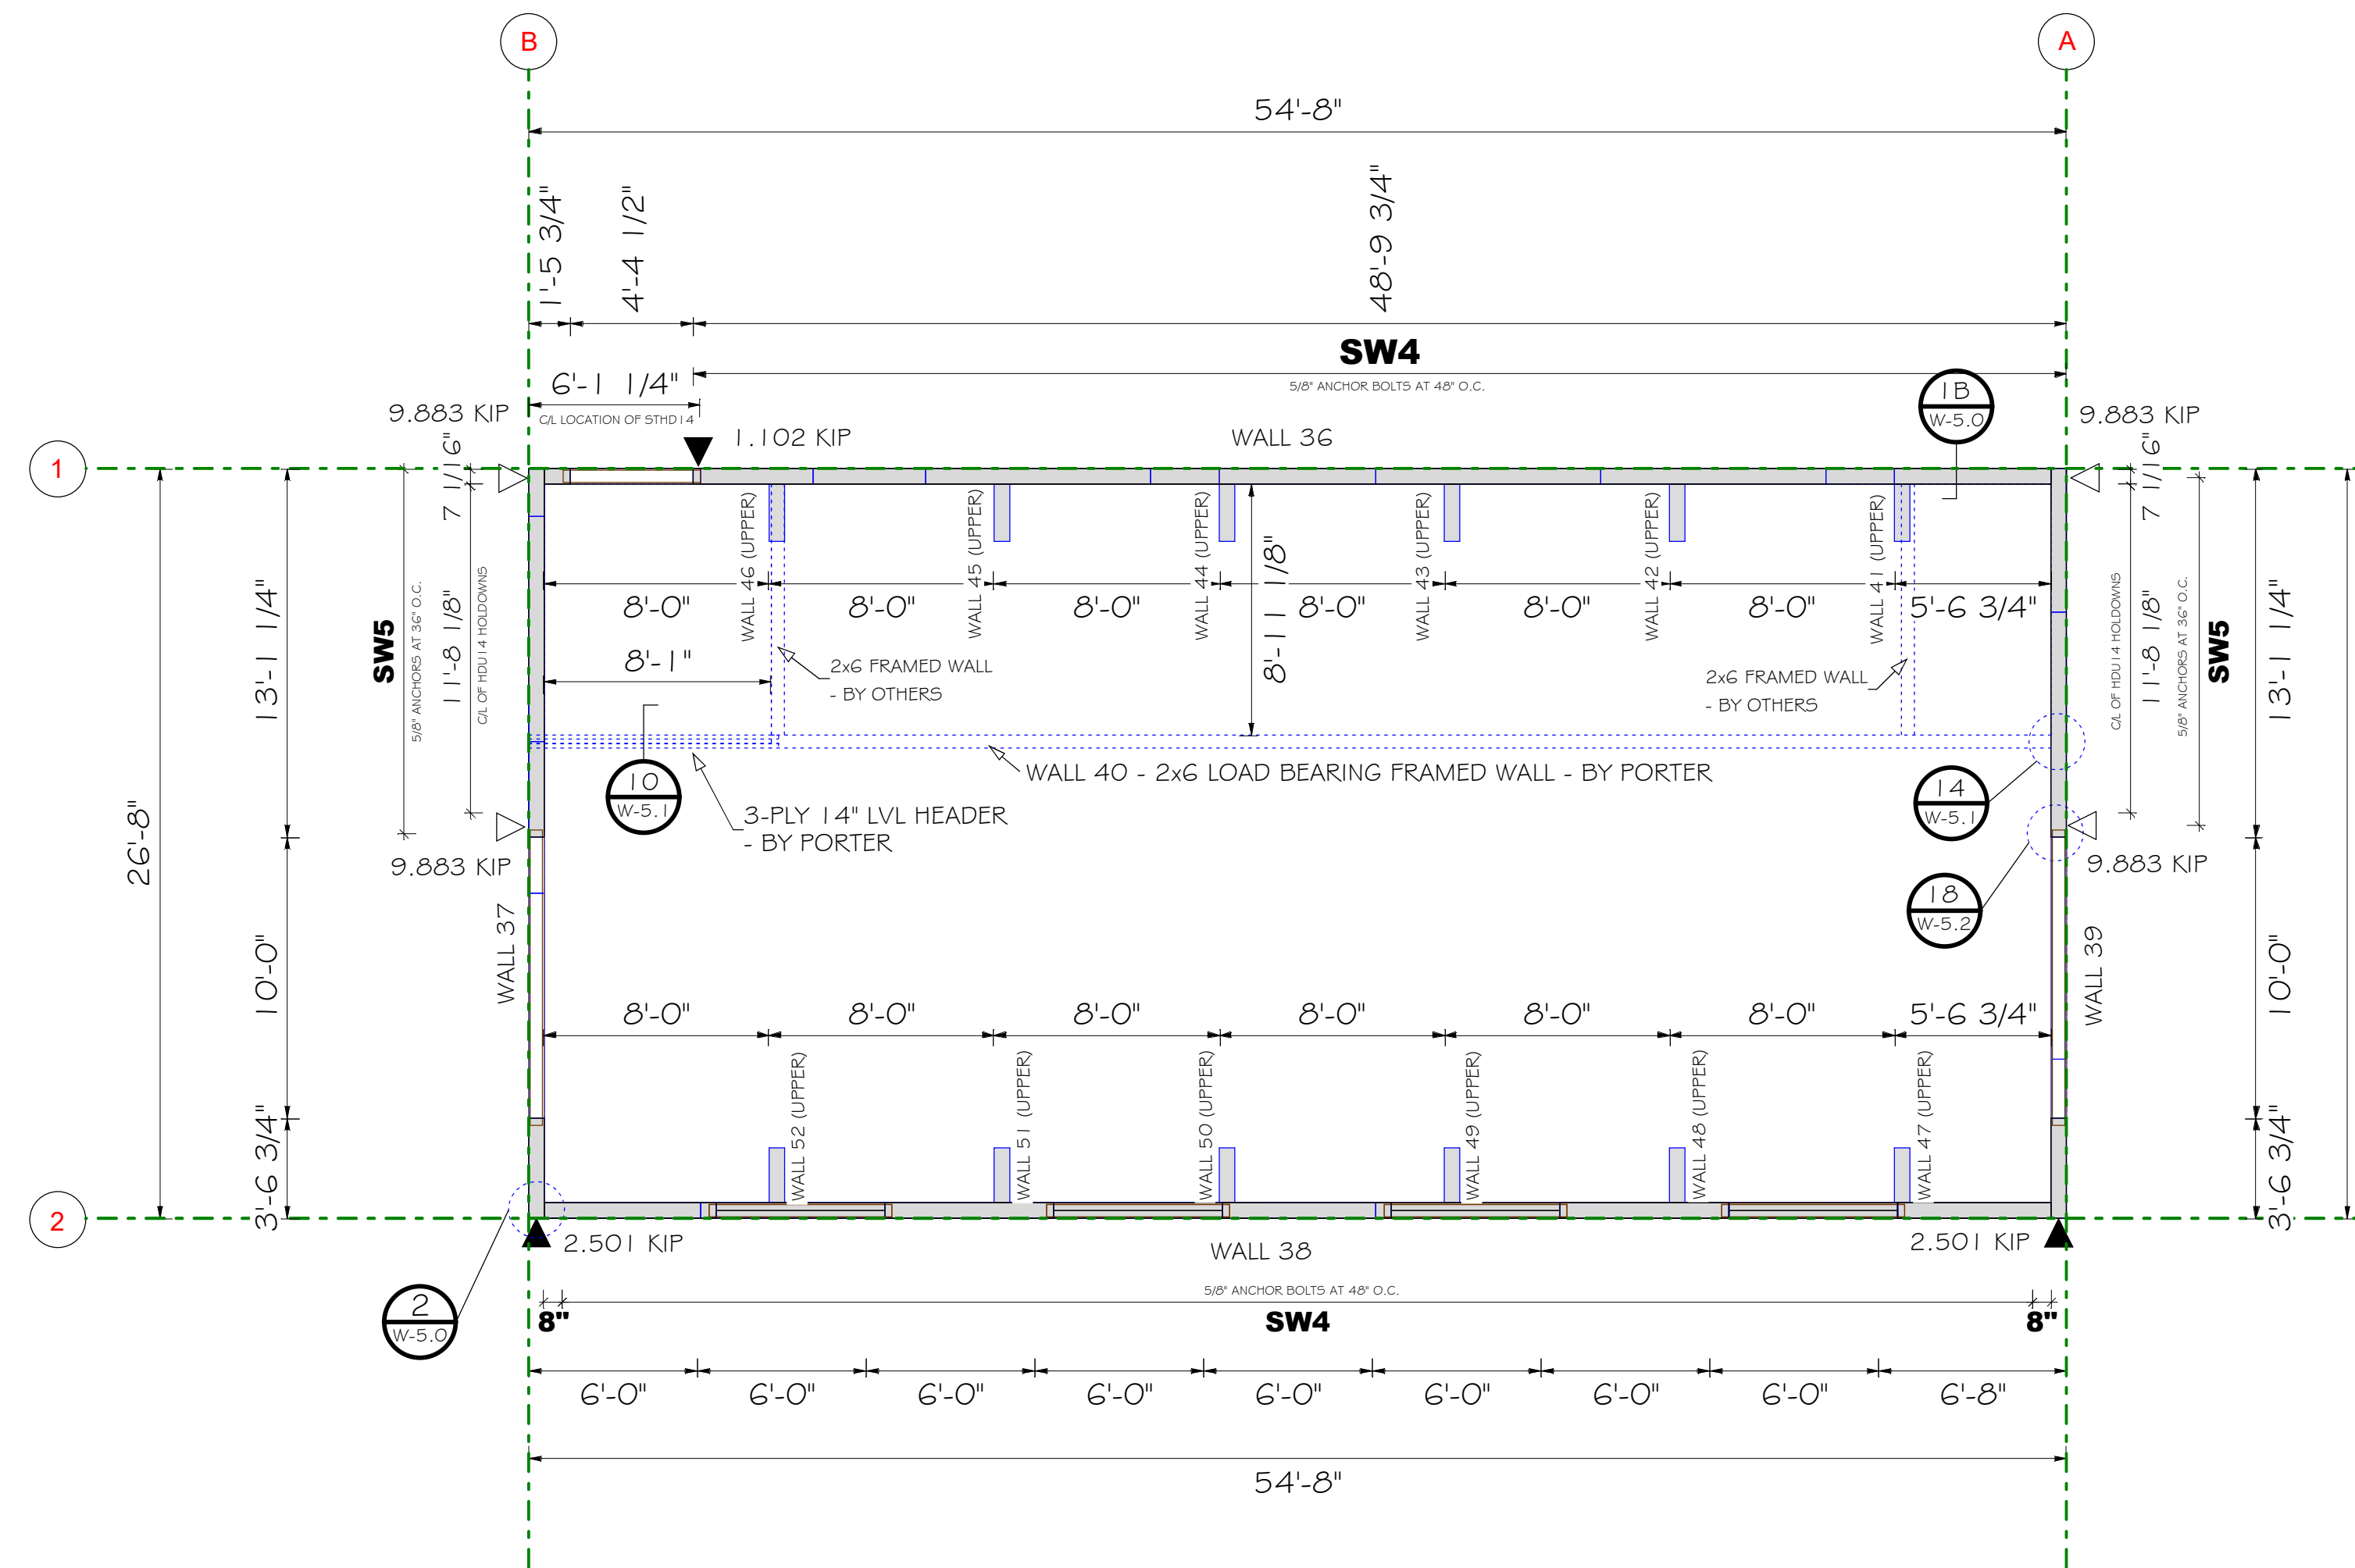 B
A
54'-8"
1'-5 3/4"
4'-4 1/2"
48'-9 3/4"
SW4
5/8" ANCHOR BOLTS AT 48" O.C.
6'-1 1/4"
C/L LOCATION OF STHD14
9.883 KIP
1.102 KIP
WALL 36
1B
W-5.0
9.883 KIP
1
26'-8"
13'-1 1/4"
10'-0"
3'-6 3/4"
SW5
5/8" ANCHORS AT 36" O.C.
7 1/16"
11'-8 1/8"
C/L OF HDU14 HOLDOWNS
WALL 46 (UPPER)
WALL 45 (UPPER)
WALL 44 (UPPER)
WALL 43 (UPPER)
WALL 42 (UPPER)
WALL 41 (UPPER)
8'-0"
8'-0"
8'-0"
8'-0"
8'-0"
8'-0"
5'-6 3/4"
8'-11 1/8"
8'-1"
2x6 FRAMED WALL
- BY OTHERS
2x6 FRAMED WALL
- BY OTHERS
7 1/16"
11'-8 1/8"
C/L OF HDU14 HOLDOWNS
5/8" ANCHORS AT 36" O.C.
SW5
13'-1 1/4"
10'-0"
3'-6 3/4"
10
W-5.1
WALL 40 - 2x6 LOAD BEARING FRAMED WALL - BY PORTER
3-PLY 14" LVL HEADER
- BY PORTER
14
W-5.1
9.883 KIP
9.883 KIP
18
W-5.2
WALL 37
WALL 39
8'-0"
8'-0"
8'-0"
8'-0"
8'-0"
8'-0"
5'-6 3/4"
WALL 52 (UPPER)
WALL 51 (UPPER)
WALL 50 (UPPER)
WALL 49 (UPPER)
WALL 48 (UPPER)
WALL 47 (UPPER)
2
2.501 KIP
WALL 38
2.501 KIP
2
W-5.0
5/8" ANCHOR BOLTS AT 48" O.C.
8"
SW4
8"
6'-0"
6'-0"
6'-0"
6'-0"
6'-0"
6'-0"
6'-0"
6'-0"
6'-8"
54'-8"